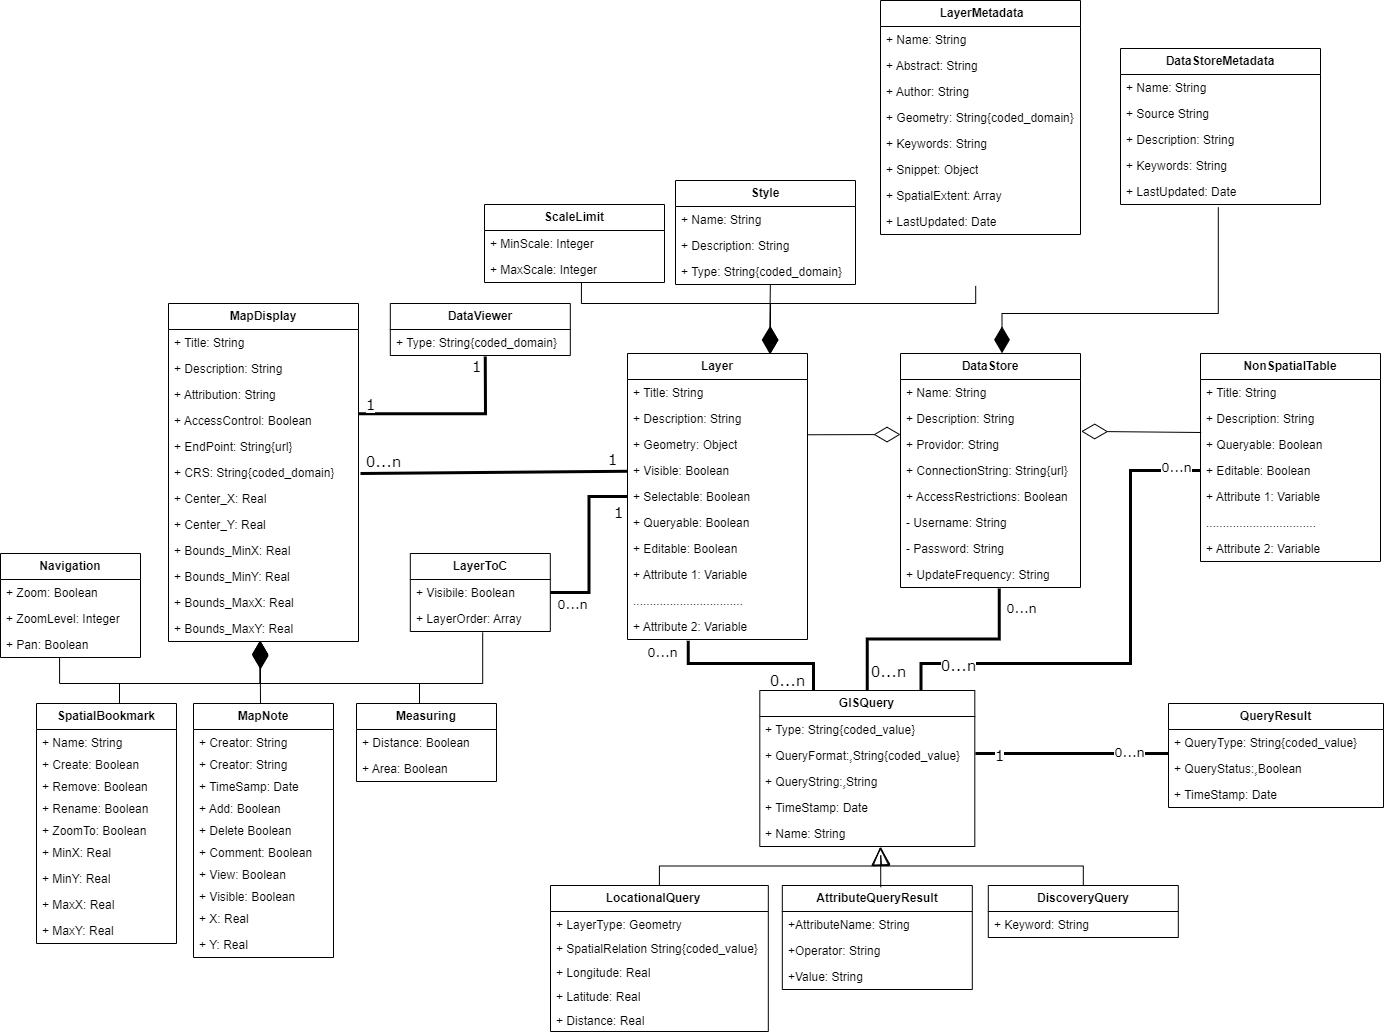 LayerMetadata
+ Name: String
+ Abstract: String
+ Author: String
+ Geometry: String{coded_domain}
+ Keywords: String
+ Snippet: Object
+ SpatialExtent: Array
+ LastUpdated: Date
DataStoreMetadata
+ Name: String
+ Source String
+ Description: String
+ Keywords: String
+ LastUpdated: Date
Style
+ Name: String
+ Description: String
+ Type: String{coded_domain}
ScaleLimit
+ MinScale: Integer
+ MaxScale: Integer
MapDisplay
+ Title: String
+ Description: String
+ Attribution: String
+ AccessControl: Boolean
+ EndPoint: String{url}
+ CRS: String{coded_domain}
+ Center_X: Real
+ Center_Y: Real
+ Bounds_MinX: Real
+ Bounds_MinY: Real
+ Bounds_MaxX: Real
+ Bounds_MaxY: Real
DataViewer
+ Type: String{coded_domain}
1
1
0...n
1
1
0...n
Layer
+ Title: String
+ Description: String
+ Geometry: Object
+ Visible: Boolean
+ Selectable: Boolean
+ Queryable: Boolean
+ Editable: Boolean
+ Attribute 1: Variable
.................................
+ Attribute 2: Variable
DataStore
+ Name: String
+ Description: String
+ Providor: String
+ ConnectionString: String{url}
+ AccessRestrictions: Boolean
- Username: String
- Password: String
+ UpdateFrequency: String
NonSpatialTable
+ Title: String
+ Description: String
+ Queryable: Boolean
+ Editable: Boolean
+ Attribute 1: Variable
.................................
+ Attribute 2: Variable
0...n
Navigation
+ Zoom: Boolean
+ ZoomLevel: Integer
+ Pan: Boolean
LayerToC
+ Visibile: Boolean
+ LayerOrder: Array
0...n
0...n
0...n
0...n
0...n
SpatialBookmark
+ Name: String
+ Create: Boolean
+ Remove: Boolean
+ Rename: Boolean
+ ZoomTo: Boolean
+ MinX: Real
+ MinY: Real
+ MaxX: Real
+ MaxY: Real
MapNote
+ Creator: String
+ Creator: String
+ TimeSamp: Date
+ Add: Boolean
+ Delete Boolean
+ Comment: Boolean
+ View: Boolean
+ Visible: Boolean
+ X: Real
+ Y: Real
Measuring
+ Distance: Boolean
+ Area: Boolean
GISQuery
+ Type: String{coded_value}
+ QueryFormat:,String{coded_value}
+ QueryString:,String
+ TimeStamp: Date
+ Name: String
1
0...n
QueryResult
+ QueryType: String{coded_value}
+ QueryStatus:,Boolean
+ TimeStamp: Date
LocationalQuery
+ LayerType: Geometry
+ SpatialRelation String{coded_value}
+ Longitude: Real
+ Latitude: Real
+ Distance: Real
AttributeQueryResult
+AttributeName: String
+Operator: String
+Value: String
DiscoveryQuery
+ Keyword: String